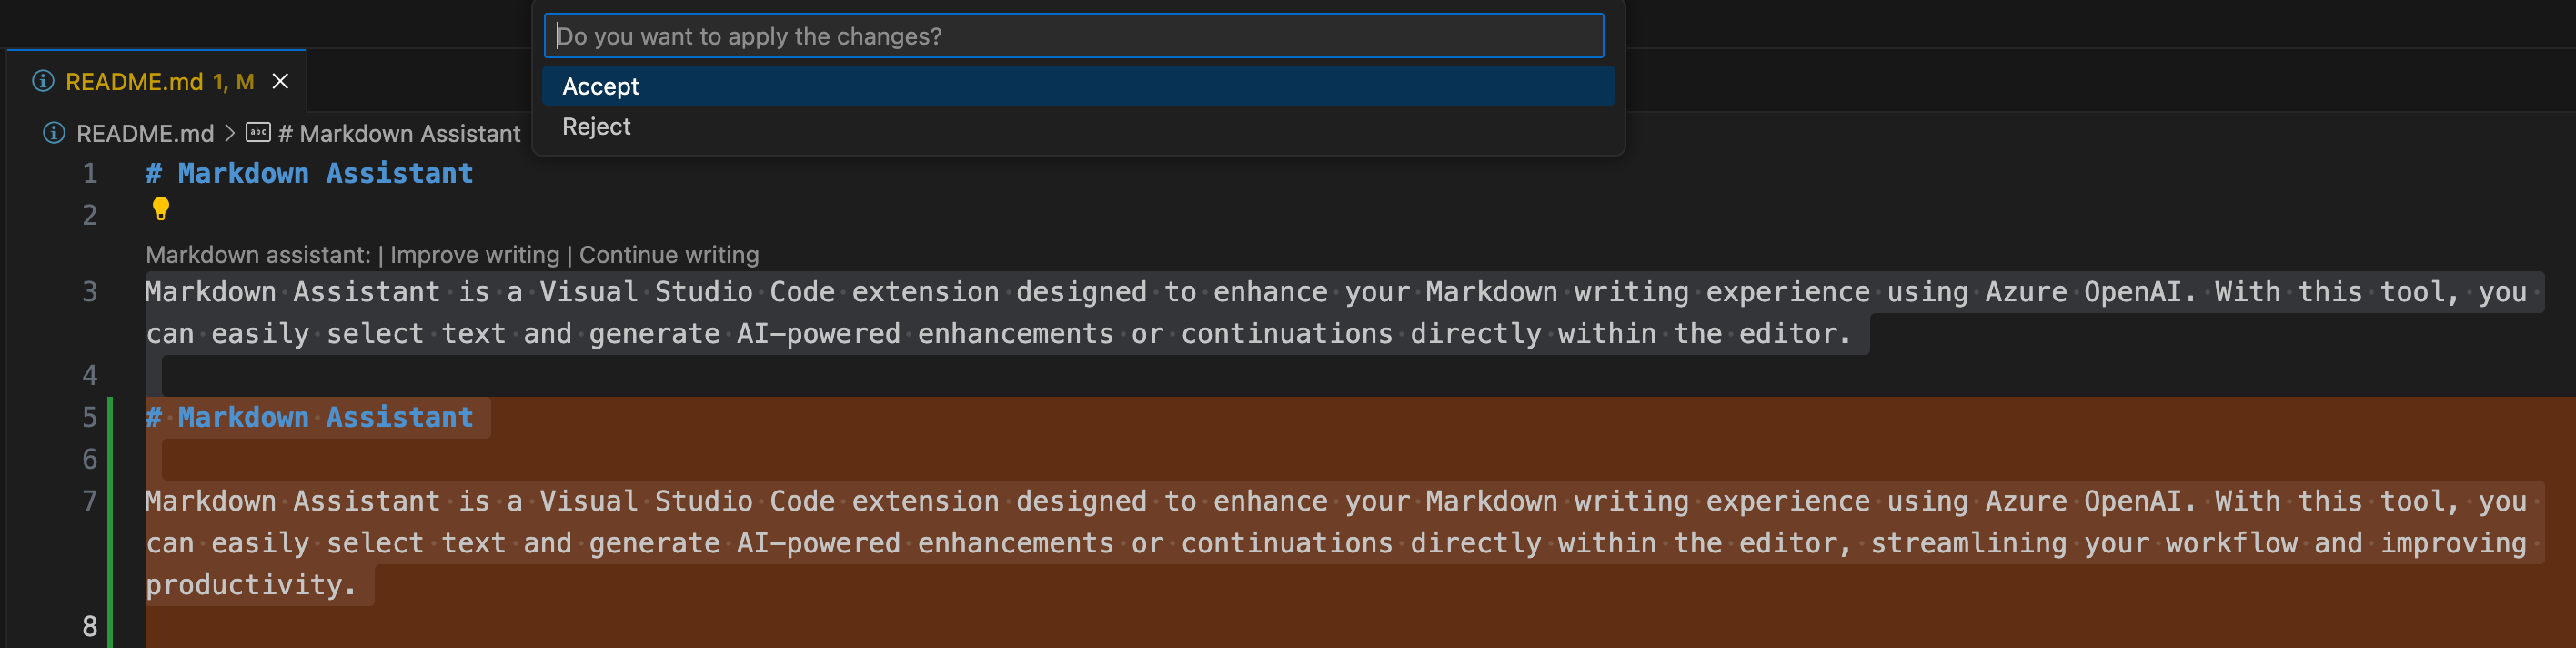 Do you want to apply the changes?
Accept
Reject
README.md 1, M
README.md > # Markdown Assistant
1 # Markdown Assistant
2
Markdown assistant: | Improve writing | Continue writing
3 Markdown Assistant is a Visual Studio Code extension designed to enhance your Markdown writing experience using Azure OpenAI. With this tool, you
can easily select text and generate AI-powered enhancements or continuations directly within the editor.
4
5 # Markdown Assistant
6
7 Markdown Assistant is a Visual Studio Code extension designed to enhance your Markdown writing experience using Azure OpenAI. With this tool, you
can easily select text and generate AI-powered enhancements or continuations directly within the editor, streamlining your workflow and improving
productivity.
8